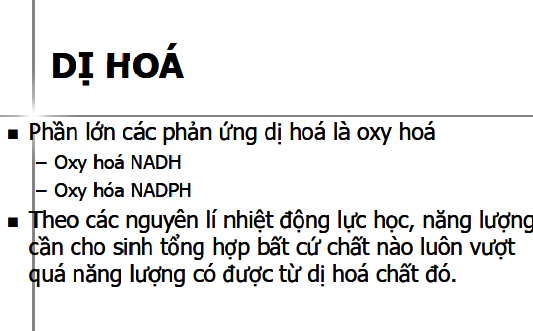 DỊ HOÁ
▪ Phần lớn các phản ứng dị hoá là oxy hoá
– Oxy hoá NADH
– Oxy hóa NADPH
▪ Theo các nguyên lí nhiệt động lực học, năng lượng
cần cho sinh tổng hợp bất cứ chất nào luôn vượt
quá năng lượng có được từ dị hoá chất đó.